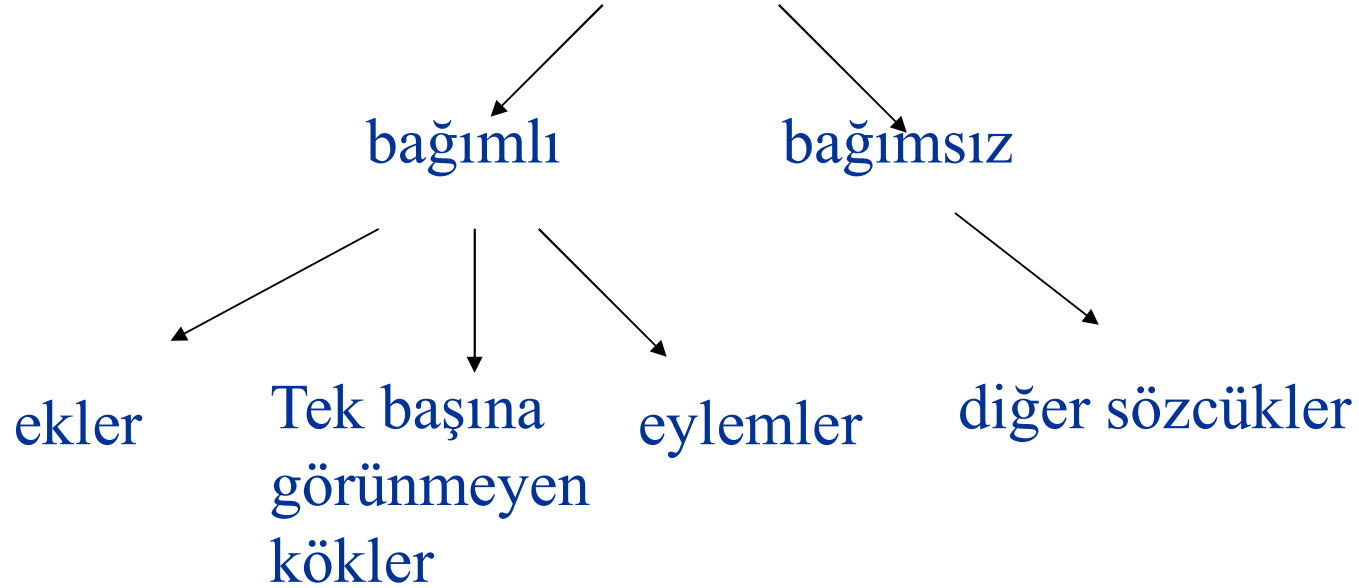 bağımlı
bağımsız
ekler
Tek başına
görünmeyen
kökler
eylemler
diğer sözcükler